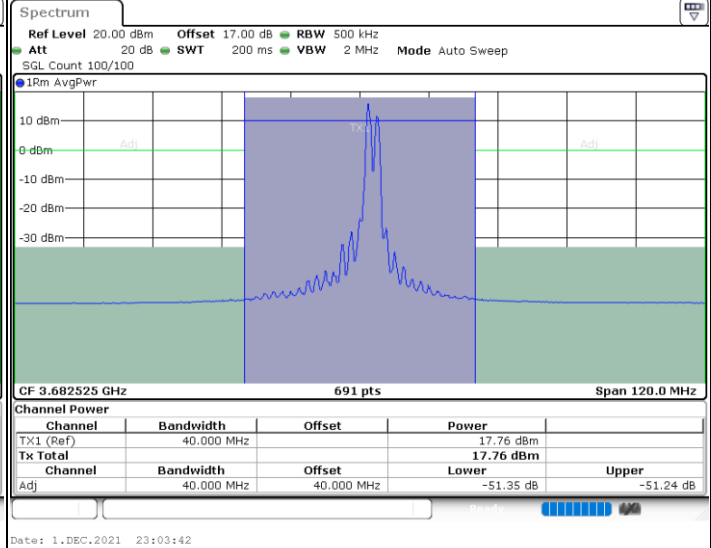 Spectrum
Ref Level 20.00 dBm Offset 17.00 dB RBW 500 kHz
Att 20 dB SWT 200 ms VBW 2 MHz Mode Auto Sweep
SGL Count 100/100
1Rm AvgPwr
10 dBm
TX1
0 dBm Adj Adj
-10 dBm
-20 dBm
-30 dBm
CF 3.682525 GHz 691 pts Span 120.0 MHz
Channel Power
Channel Bandwidth Offset Power
TX1 (Ref) 40.000 MHz 17.76 dBm
Tx Total 17.76 dBm
Channel Bandwidth Offset Lower Upper
Adj 40.000 MHz 40.000 MHz -51.35 dB -51.24 dB
Ready
Date: 1.DEC.2021 23:03:42